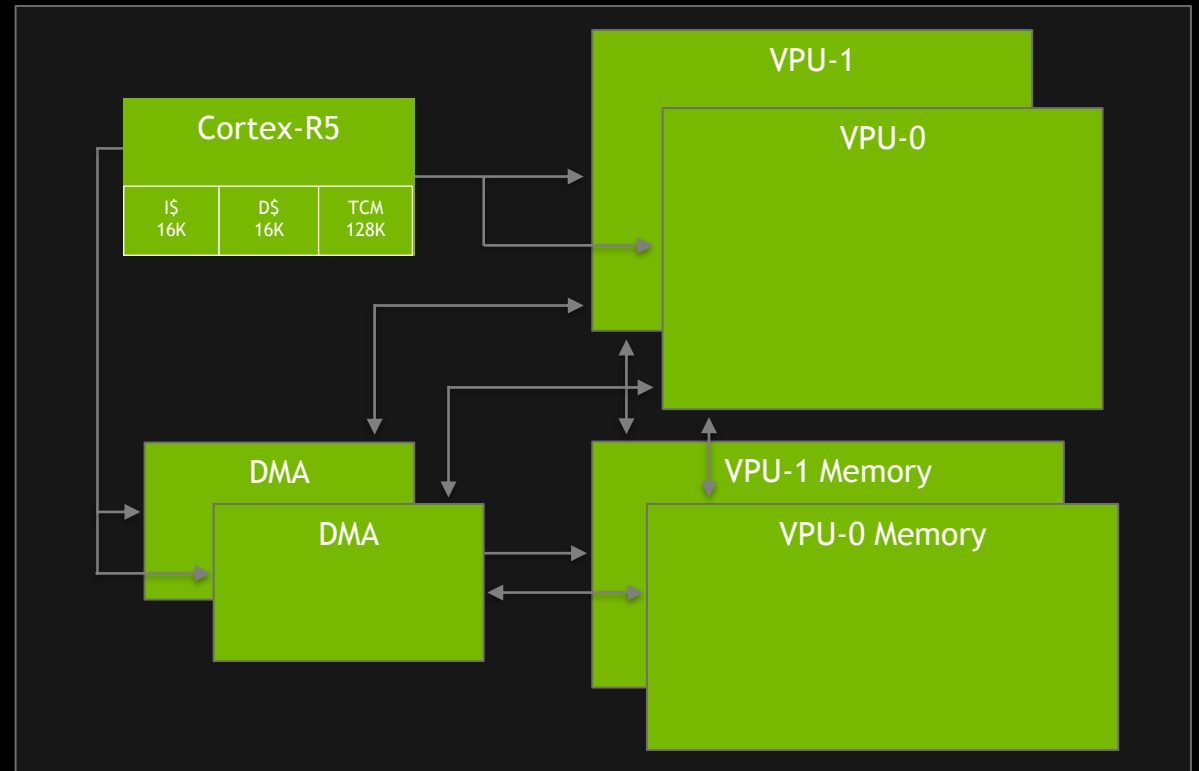 VPU-1
Cortex-R5
VPU-0
I$
16K
D$
16K
TCM
128K
DMA
VPU-1 Memory
DMA
VPU-0 Memory